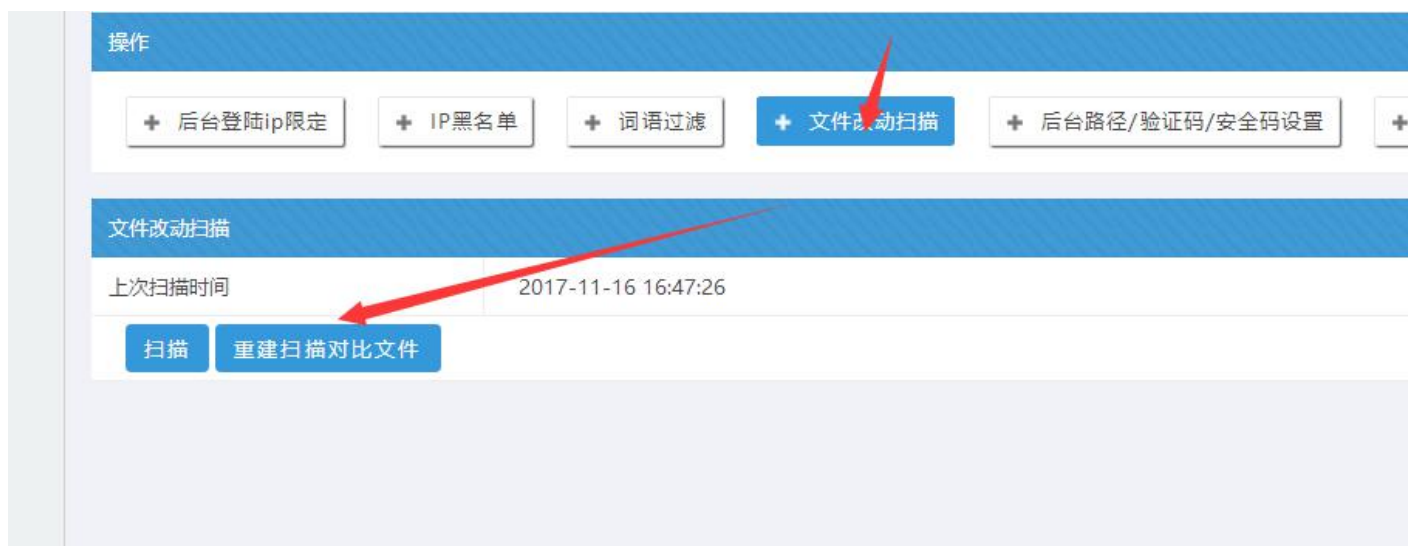 操作
+ 后台登陆ip限定 + IP黑名单 + 词语过滤 + 文件改动扫描 + 后台路径/验证码/安全码设置 +
文件改动扫描
上次扫描时间 2017-11-16 16:47:26
扫描 重建扫描对比文件